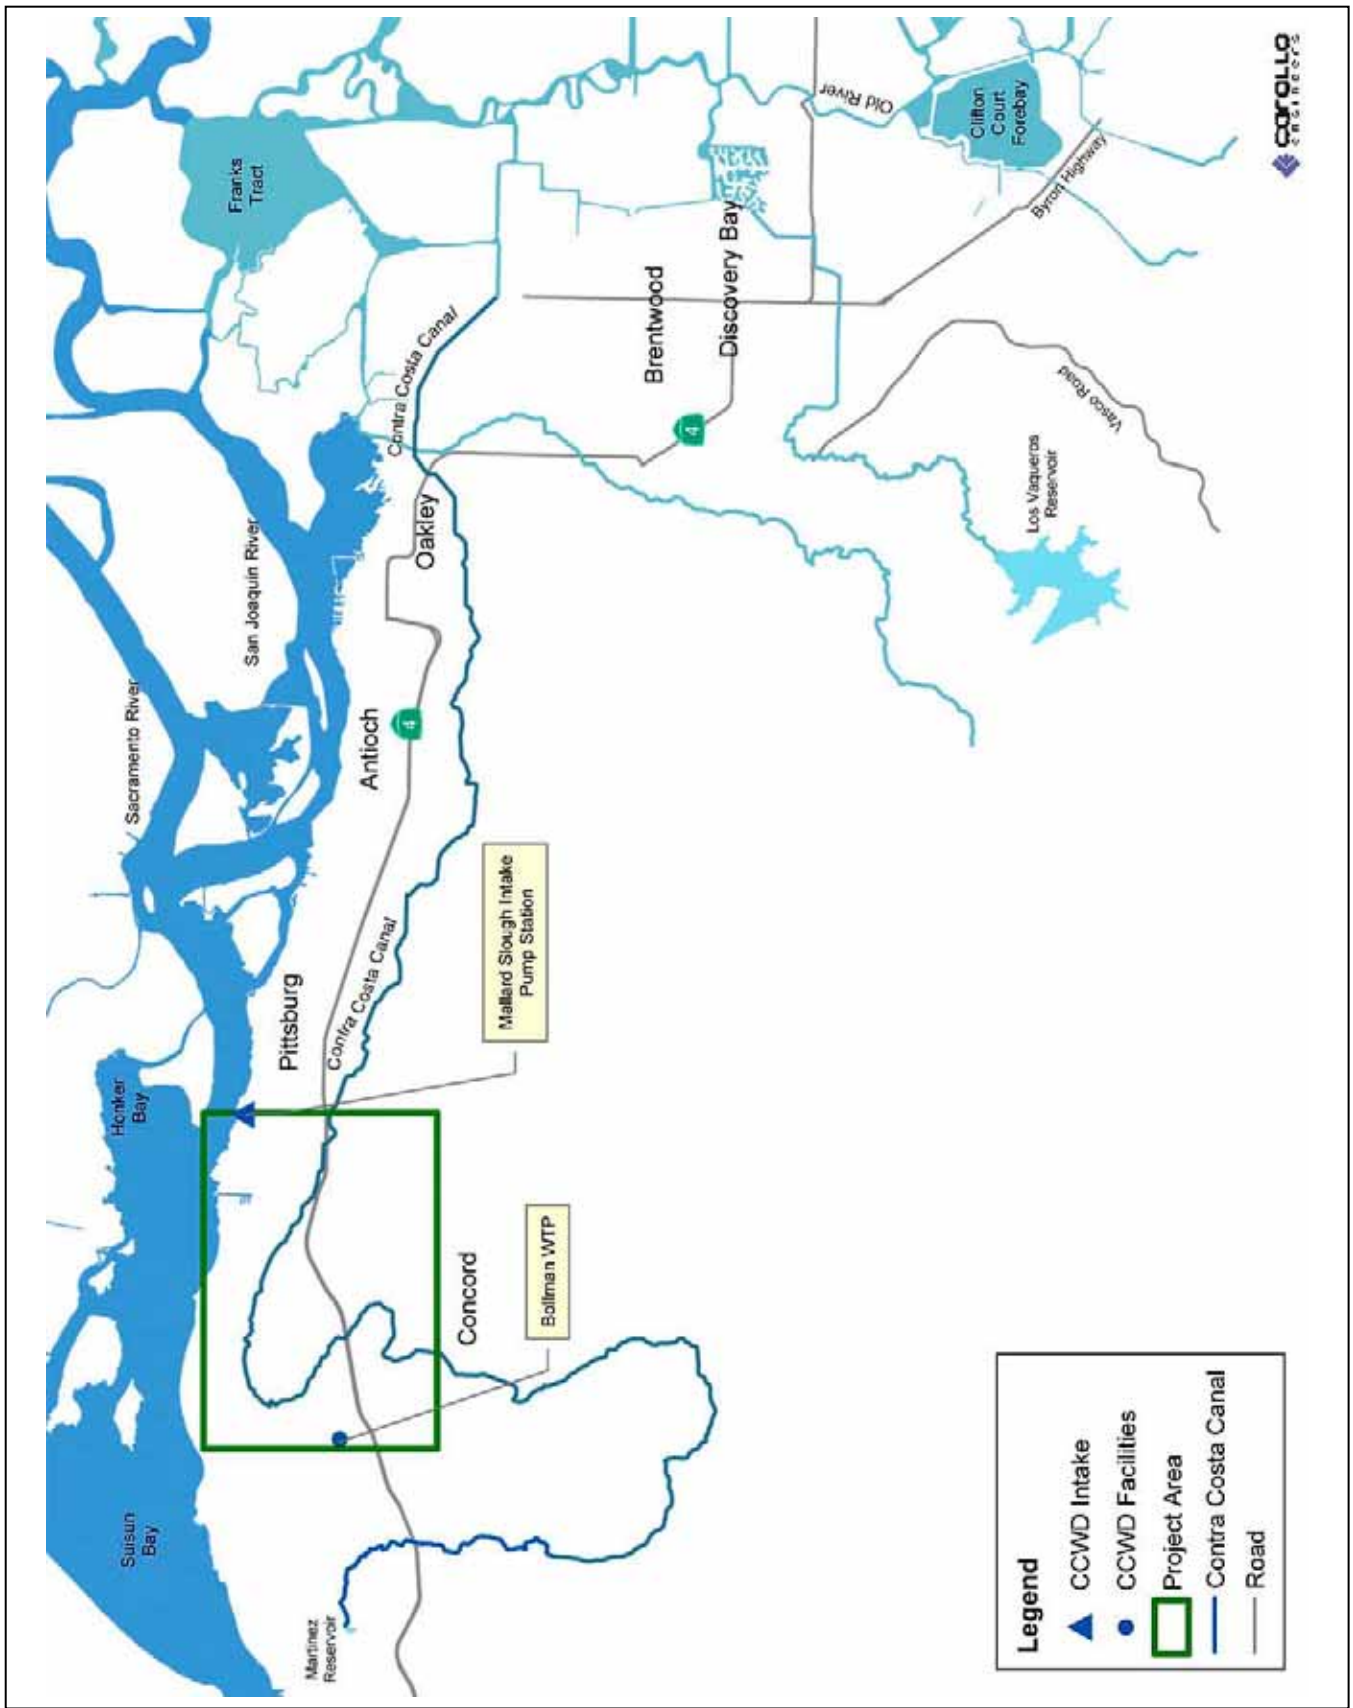 Suisun
Bay
Honker
Bay
Sacramento River
San Joaquin River
Franks
Tract
Martinez
Reservoir
Pittsburg
Antioch
4
Oakley
Contra Costa Canal
Contra Costa Canal
Concord
Bollman WTP
Mallard Slough Intake
Pump Station
Brentwood
4
Discovery Bay
Old River
Clifton
Court
Forebay
Byron Highway
Vasco Road
Los Vaqueros
Reservoir
Legend
CCWD Intake
CCWD Facilities
Project Area
Contra Costa Canal
Road
carollo
engineers